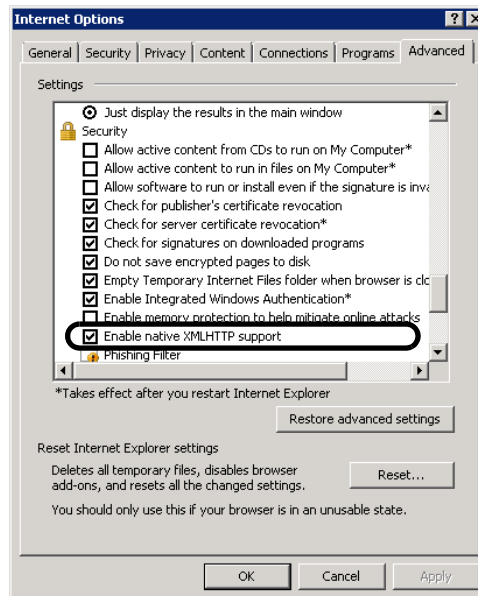 Internet Options
General Security Privacy Content Connections Programs Advanced
Settings
Just display the results in the main window
Security
Allow active content from CDs to run on My Computer*
Allow active content to run in files on My Computer*
Allow software to run or install even if the signature is inva
Check for publisher's certificate revocation
Check for server certificate revocation*
Check for signatures on downloaded programs
Do not save encrypted pages to disk
Empty Temporary Internet Files folder when browser is clo
Enable Integrated Windows Authentication*
Enable memory protection to help mitigate online attacks
Enable native XMLHTTP support
Phishing Filter
*Takes effect after you restart Internet Explorer
Restore advanced settings
Reset Internet Explorer settings
Deletes all temporary files, disables browser
add-ons, and resets all the changed settings.
Reset...
You should only use this if your browser is in an unusable state.
OK Cancel Apply